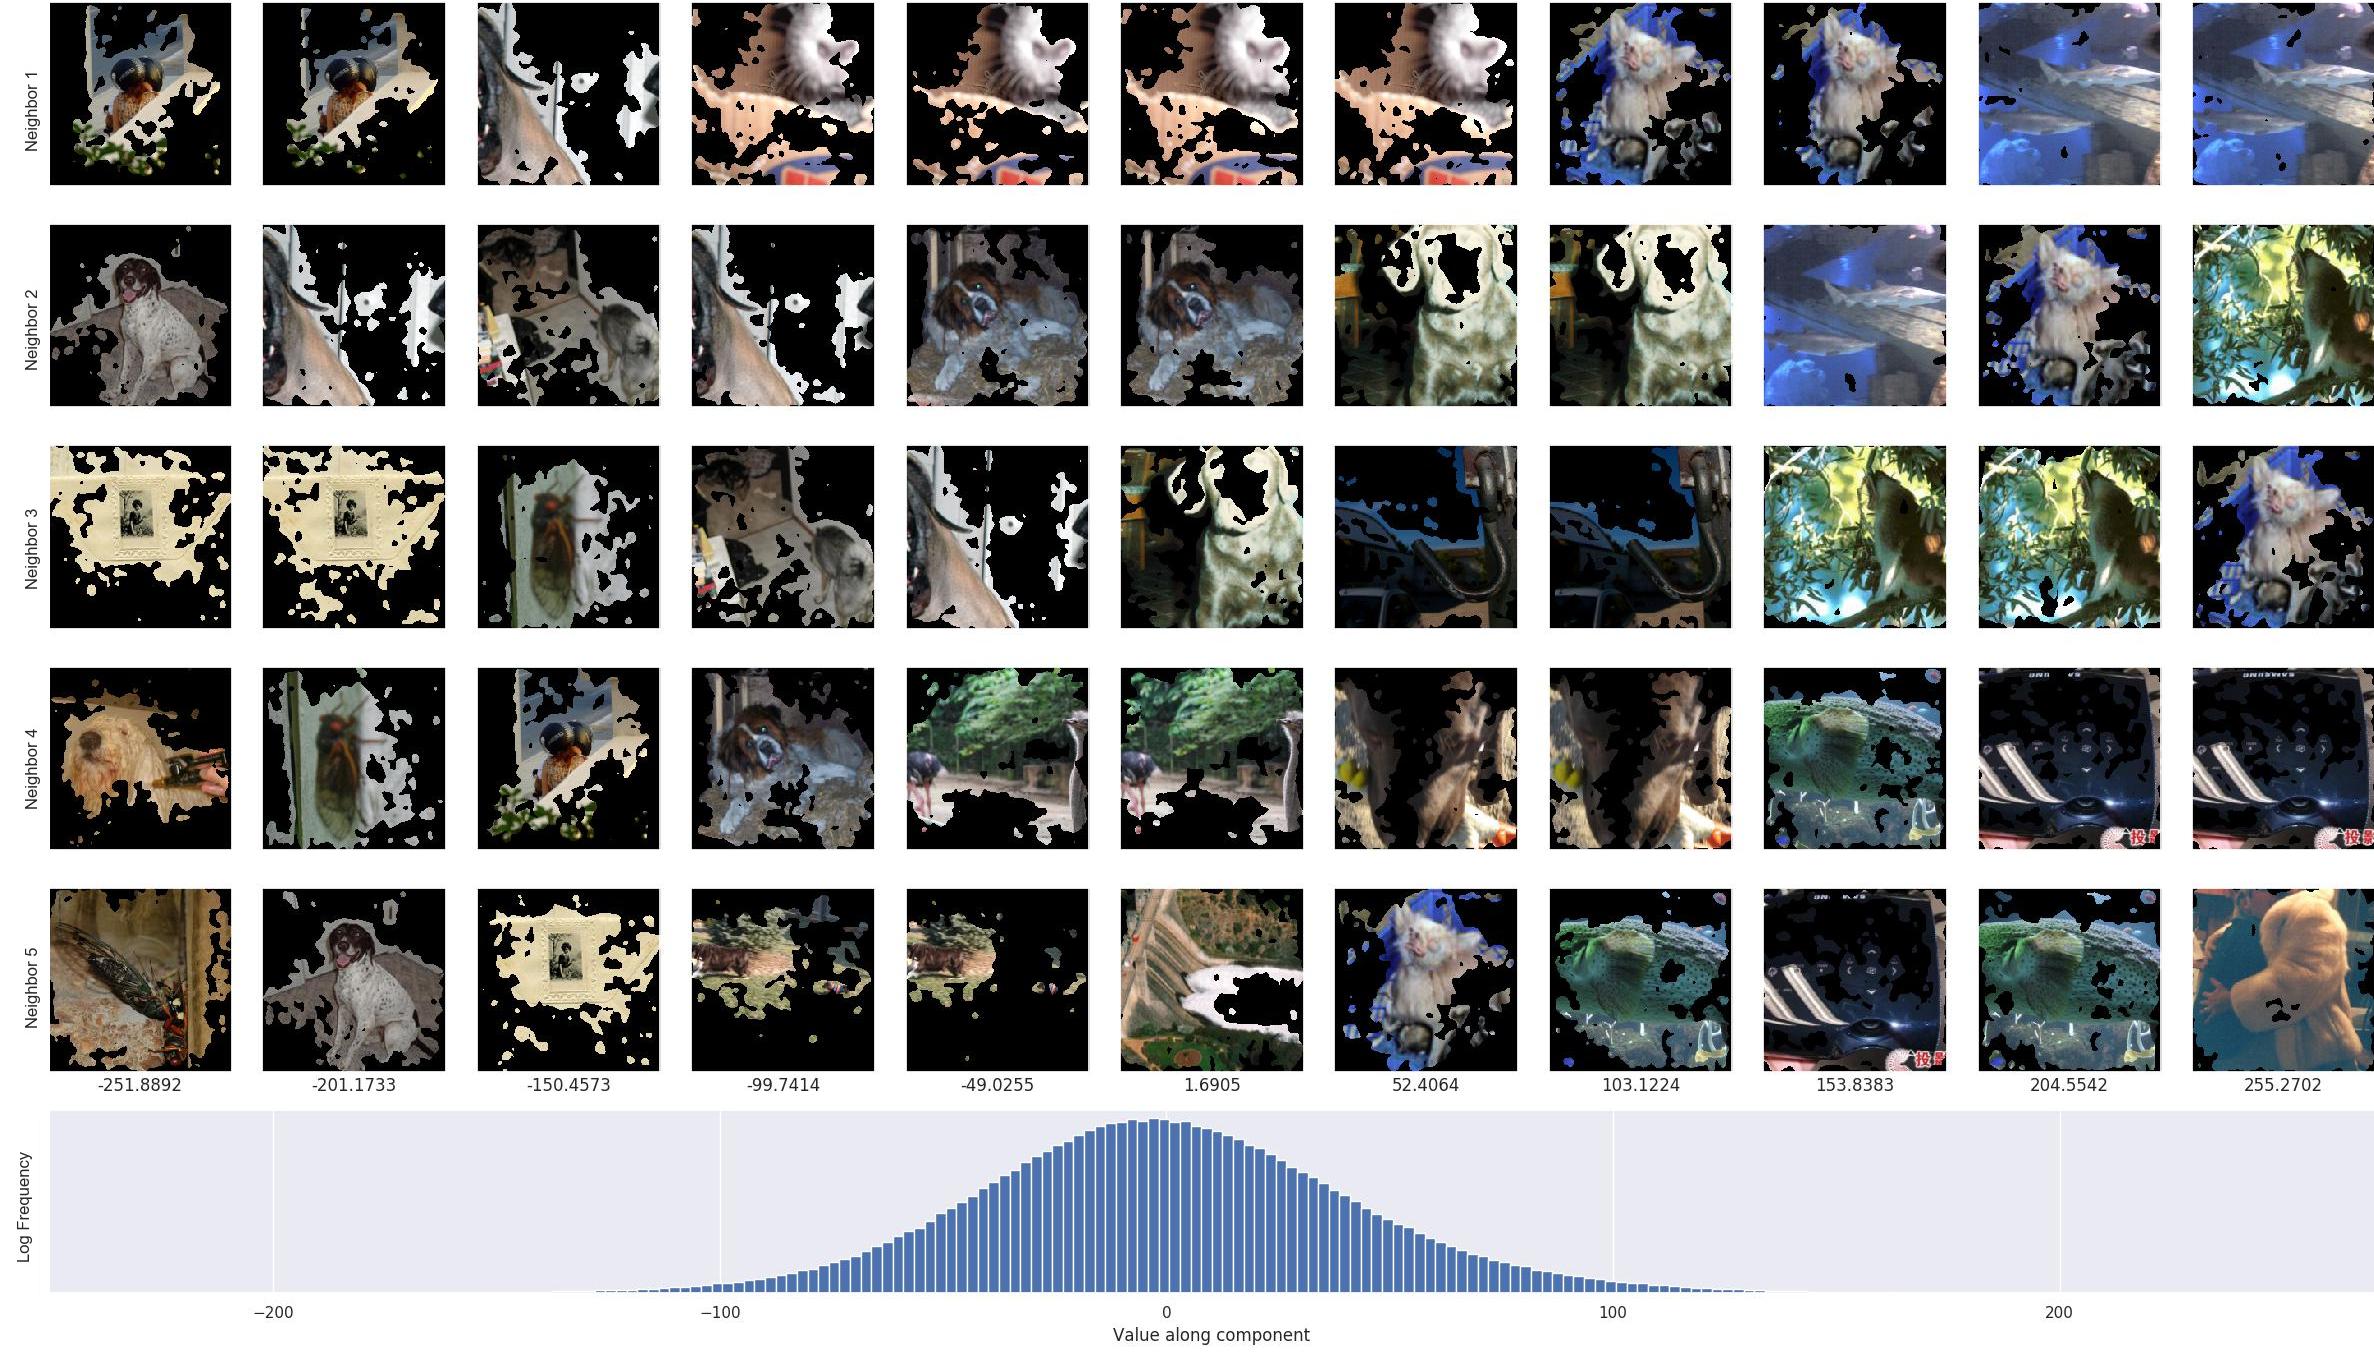 Neighbor 1
Neighbor 2
Neighbor 3
Neighbor 4
Neighbor 5
-251.8892 -201.1733 -150.4573 -99.7414 -49.0255 1.6905 52.4064 103.1224 153.8383 204.5542 255.2702
Log Frequency
−200 −100 0 100 200
Value along component